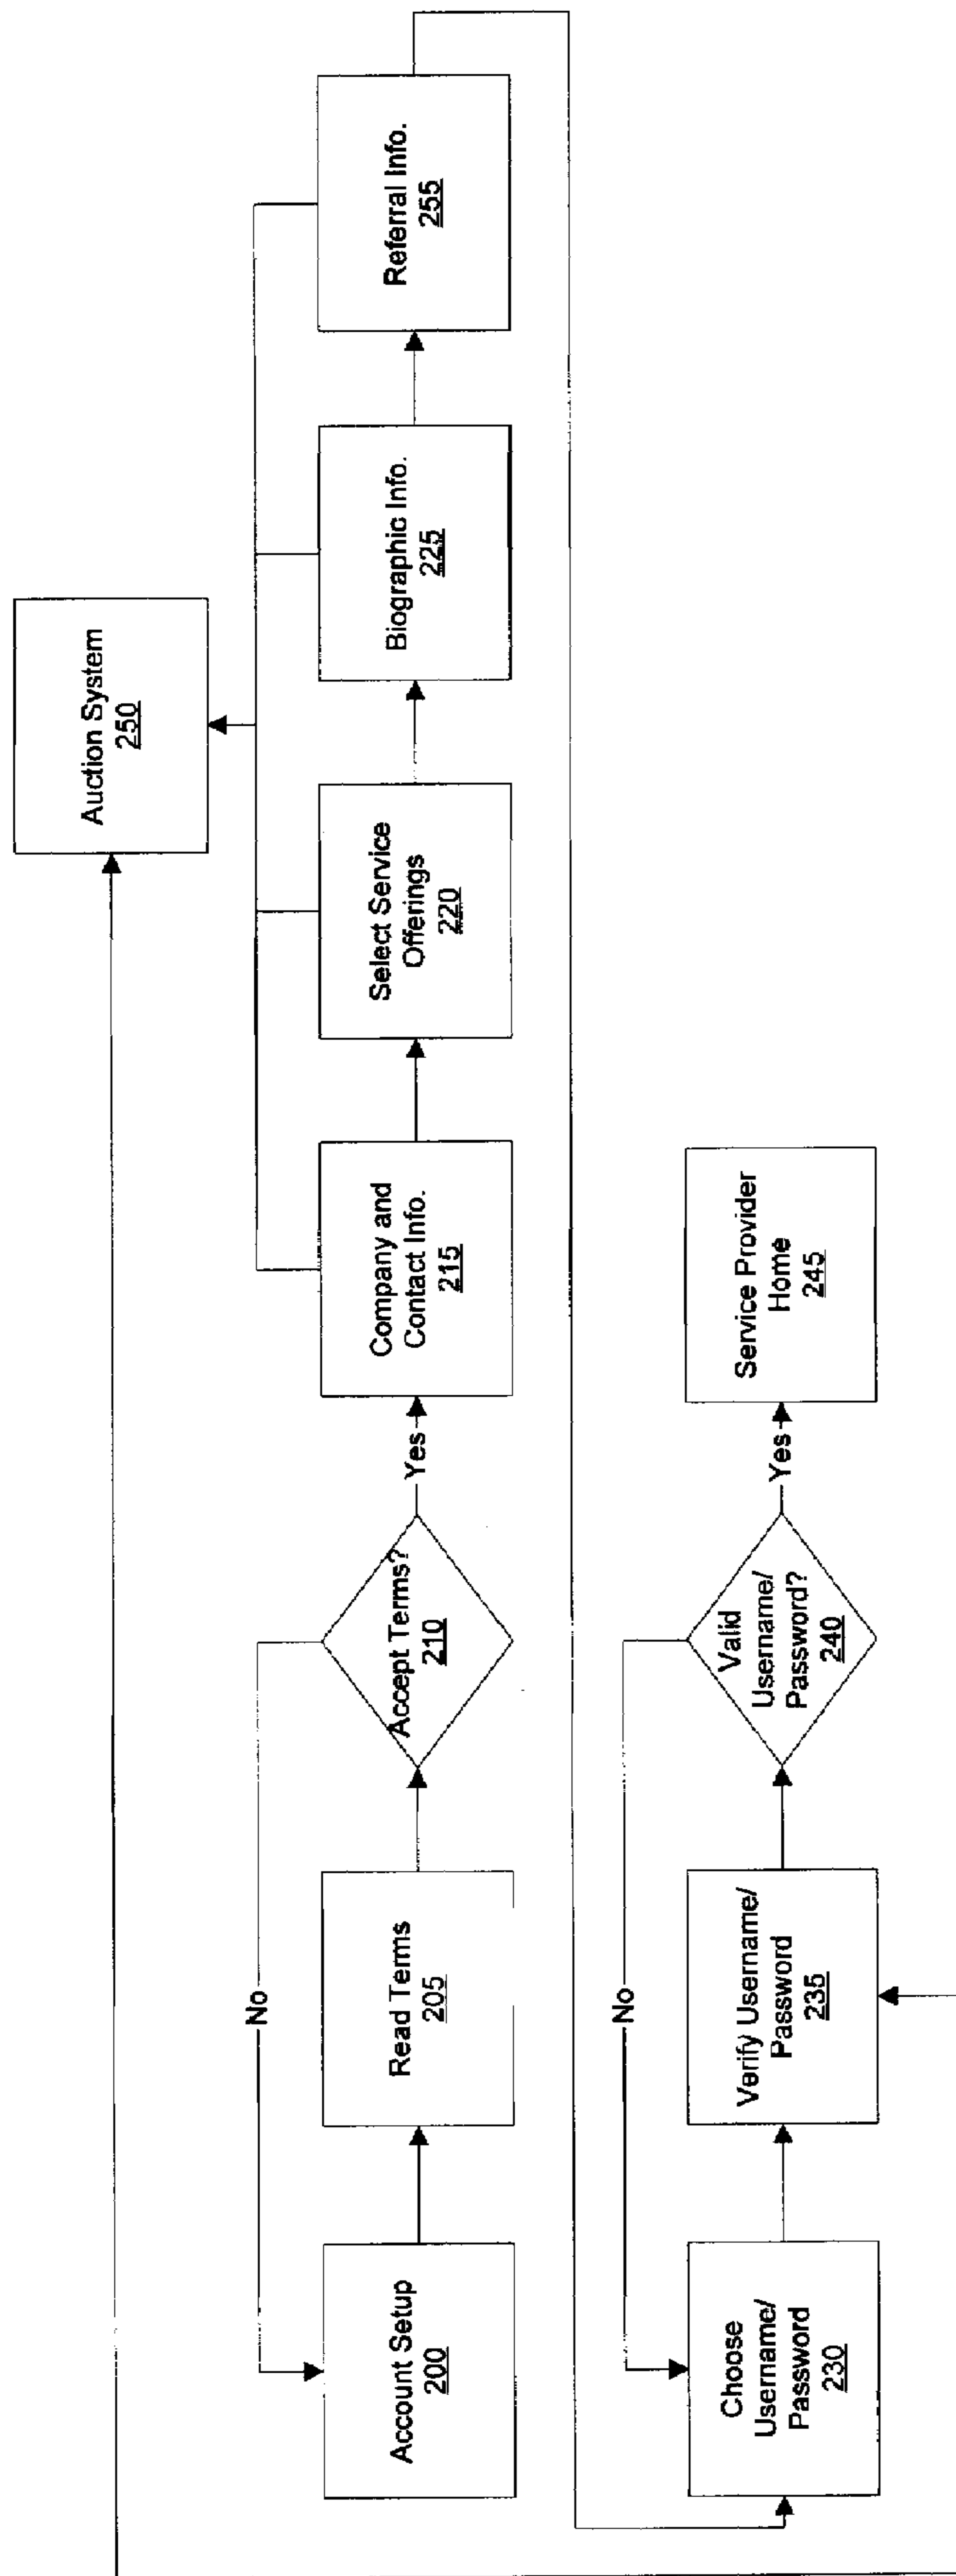 Auction System
250
No
Account Setup
200
Read Terms
205
Accept Terms?
210
Yes
Company and
Contact Info.
215
Select Service
Offerings
220
Biographic Info.
225
Referral Info.
255
No
Choose
Username/
Password
230
Verify Username/
Password
235
Valid
Username/
Password?
240
Yes
Service Provider
Home
245